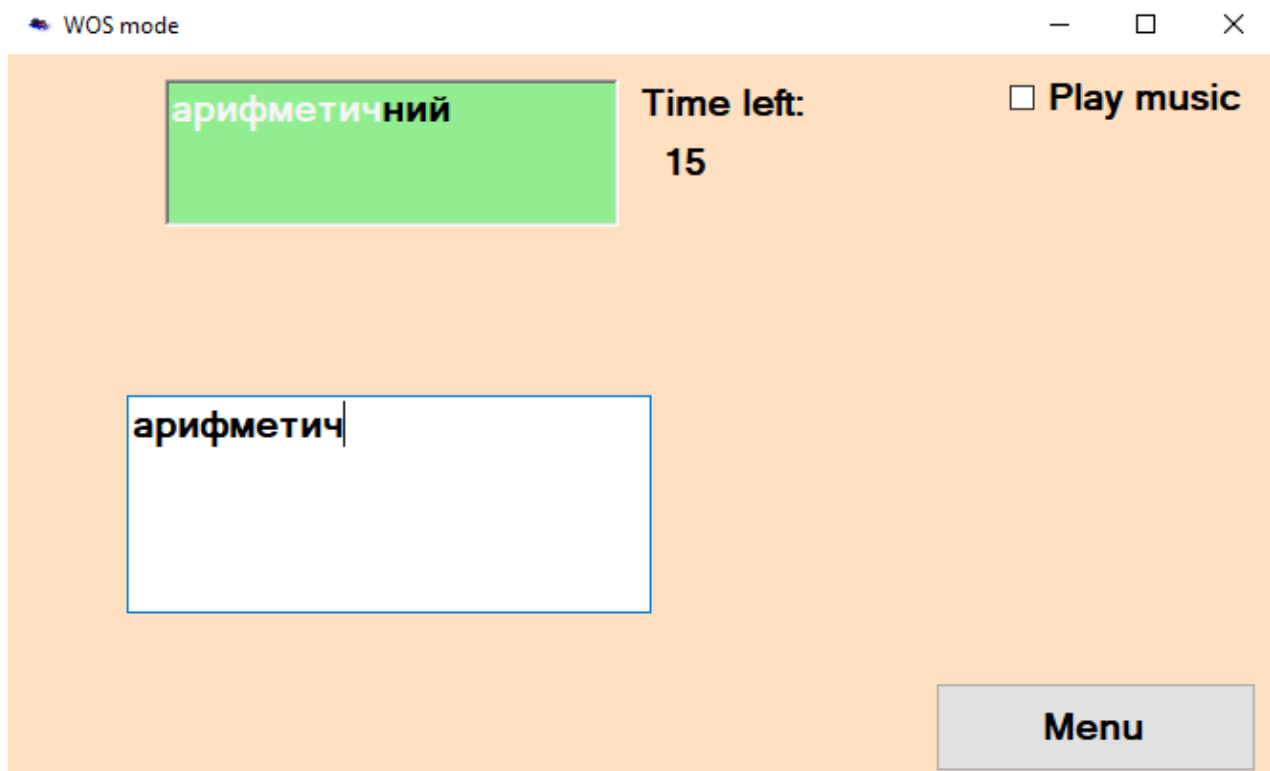 WOS mode
арифметичний
Time left:
Play music
15
арифметич
Menu